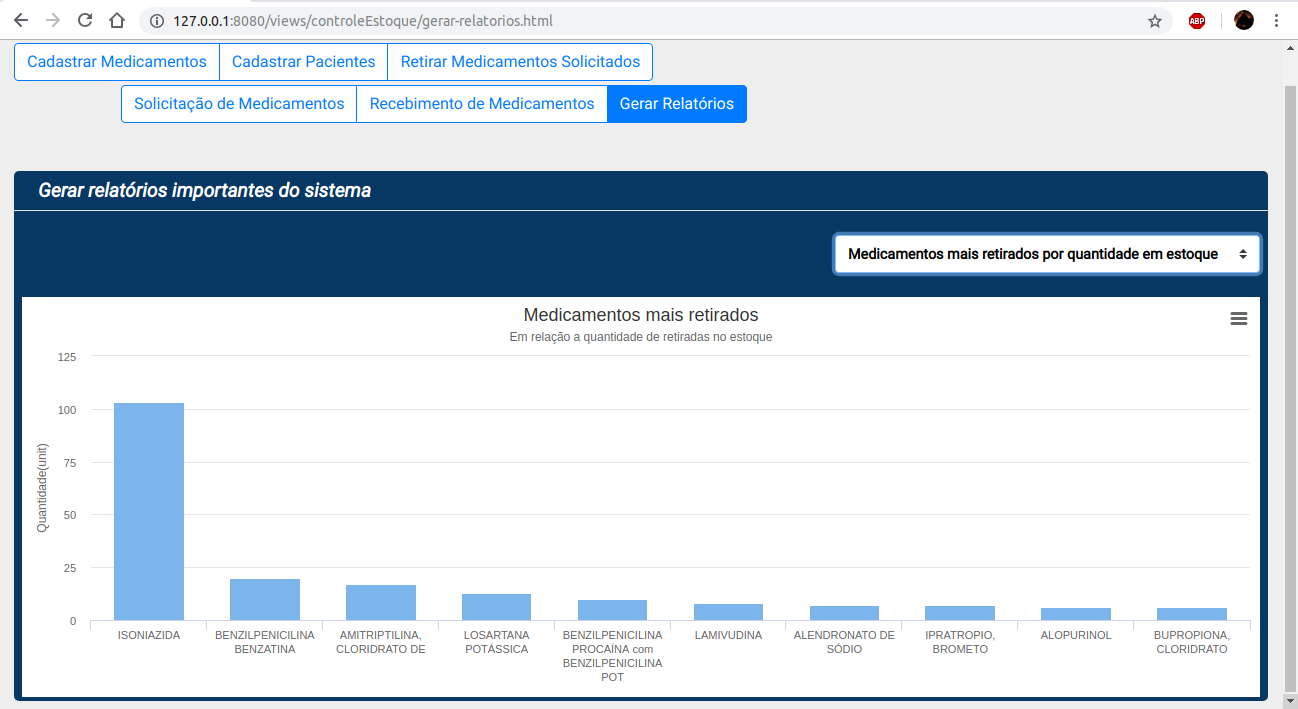 127.0.0.1:8080/views/controleEstoque/gerar-relatorios.html
ABP
Cadastrar Medicamentos Cadastrar Pacientes Retirar Medicamentos Solicitados
Solicitação de Medicamentos Recebimento de Medicamentos Gerar Relatórios
Gerar relatórios importantes do sistema
Medicamentos mais retirados por quantidade em estoque
Medicamentos mais retirados
Em relação a quantidade de retiradas no estoque
Quantidade(unit)
125
100
75
50
25
0
ISONIAZIDA
BENZILPENICILINA
BENZATINA
AMITRIPTILINA,
CLORIDRATO DE
LOSARTANA
POTÁSSICA
BENZILPENICILINA
PROCAÍNA com
BENZILPENICILINA
POT
LAMIVUDINA
ALENDRONATO DE
SÓDIO
IPRATROPIO,
BROMETO
ALOPURINOL
BUPROPIONA,
CLORIDRATO